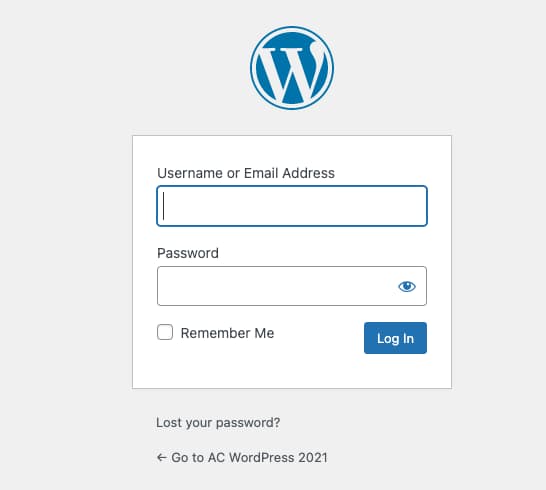 Username or Email Address
Password
Remember Me
Log In
Lost your password?
← Go to AC WordPress 2021